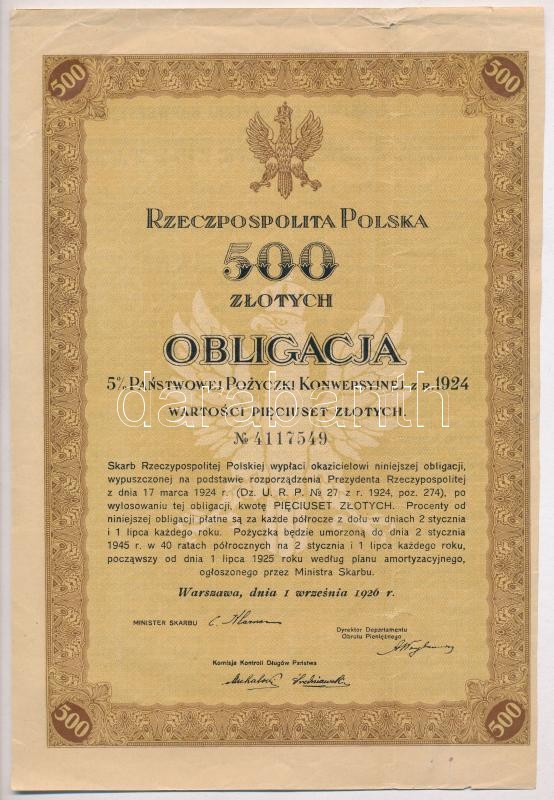 500 500
RZECZPOSPOLITA POLSKA
500
ZŁOTYCH
OBLIGACJA
5% PAŃSTWOWEJ POŻYCZKI KONWERSYJNEJ Z R. 1924
WARTOŚCI PIĘCIUSET ZŁOTYCH.
№ 4117549
darabanth
Skarb Rzeczypospolitej Polskiej wypłaci okazicielowi niniejszej obligacji,
wypuszczonej na podstawie rozporządzenia Prezydenta Rzeczypospolitej
z dnia 17 marca 1924 r. (Dz. U. R. P. № 27 z r. 1924, poz. 274), po
wylosowaniu tej obligacji, kwotę PIĘCIUSET ZŁOTYCH. Procenty od
niniejszej obligacji płatne są za każde półrocze z dołu w dniach 2 stycznia
i 1 lipca każdego roku. Pożyczka będzie umorzona do dnia 2 stycznia
1945 r. w 40 ratach półrocznych na 2 stycznia i 1 lipca każdego roku,
począwszy od dnia 1 lipca 1925 roku według planu amortyzacyjnego,
ogłoszonego przez Ministra Skarbu.
Warszawa, dnia 1 września 1926 r.
MINISTER SKARBU
Dyrektor Departamentu
Obrotu Pieniężnego
Komisja Kontroli Długów Państwa
500 500